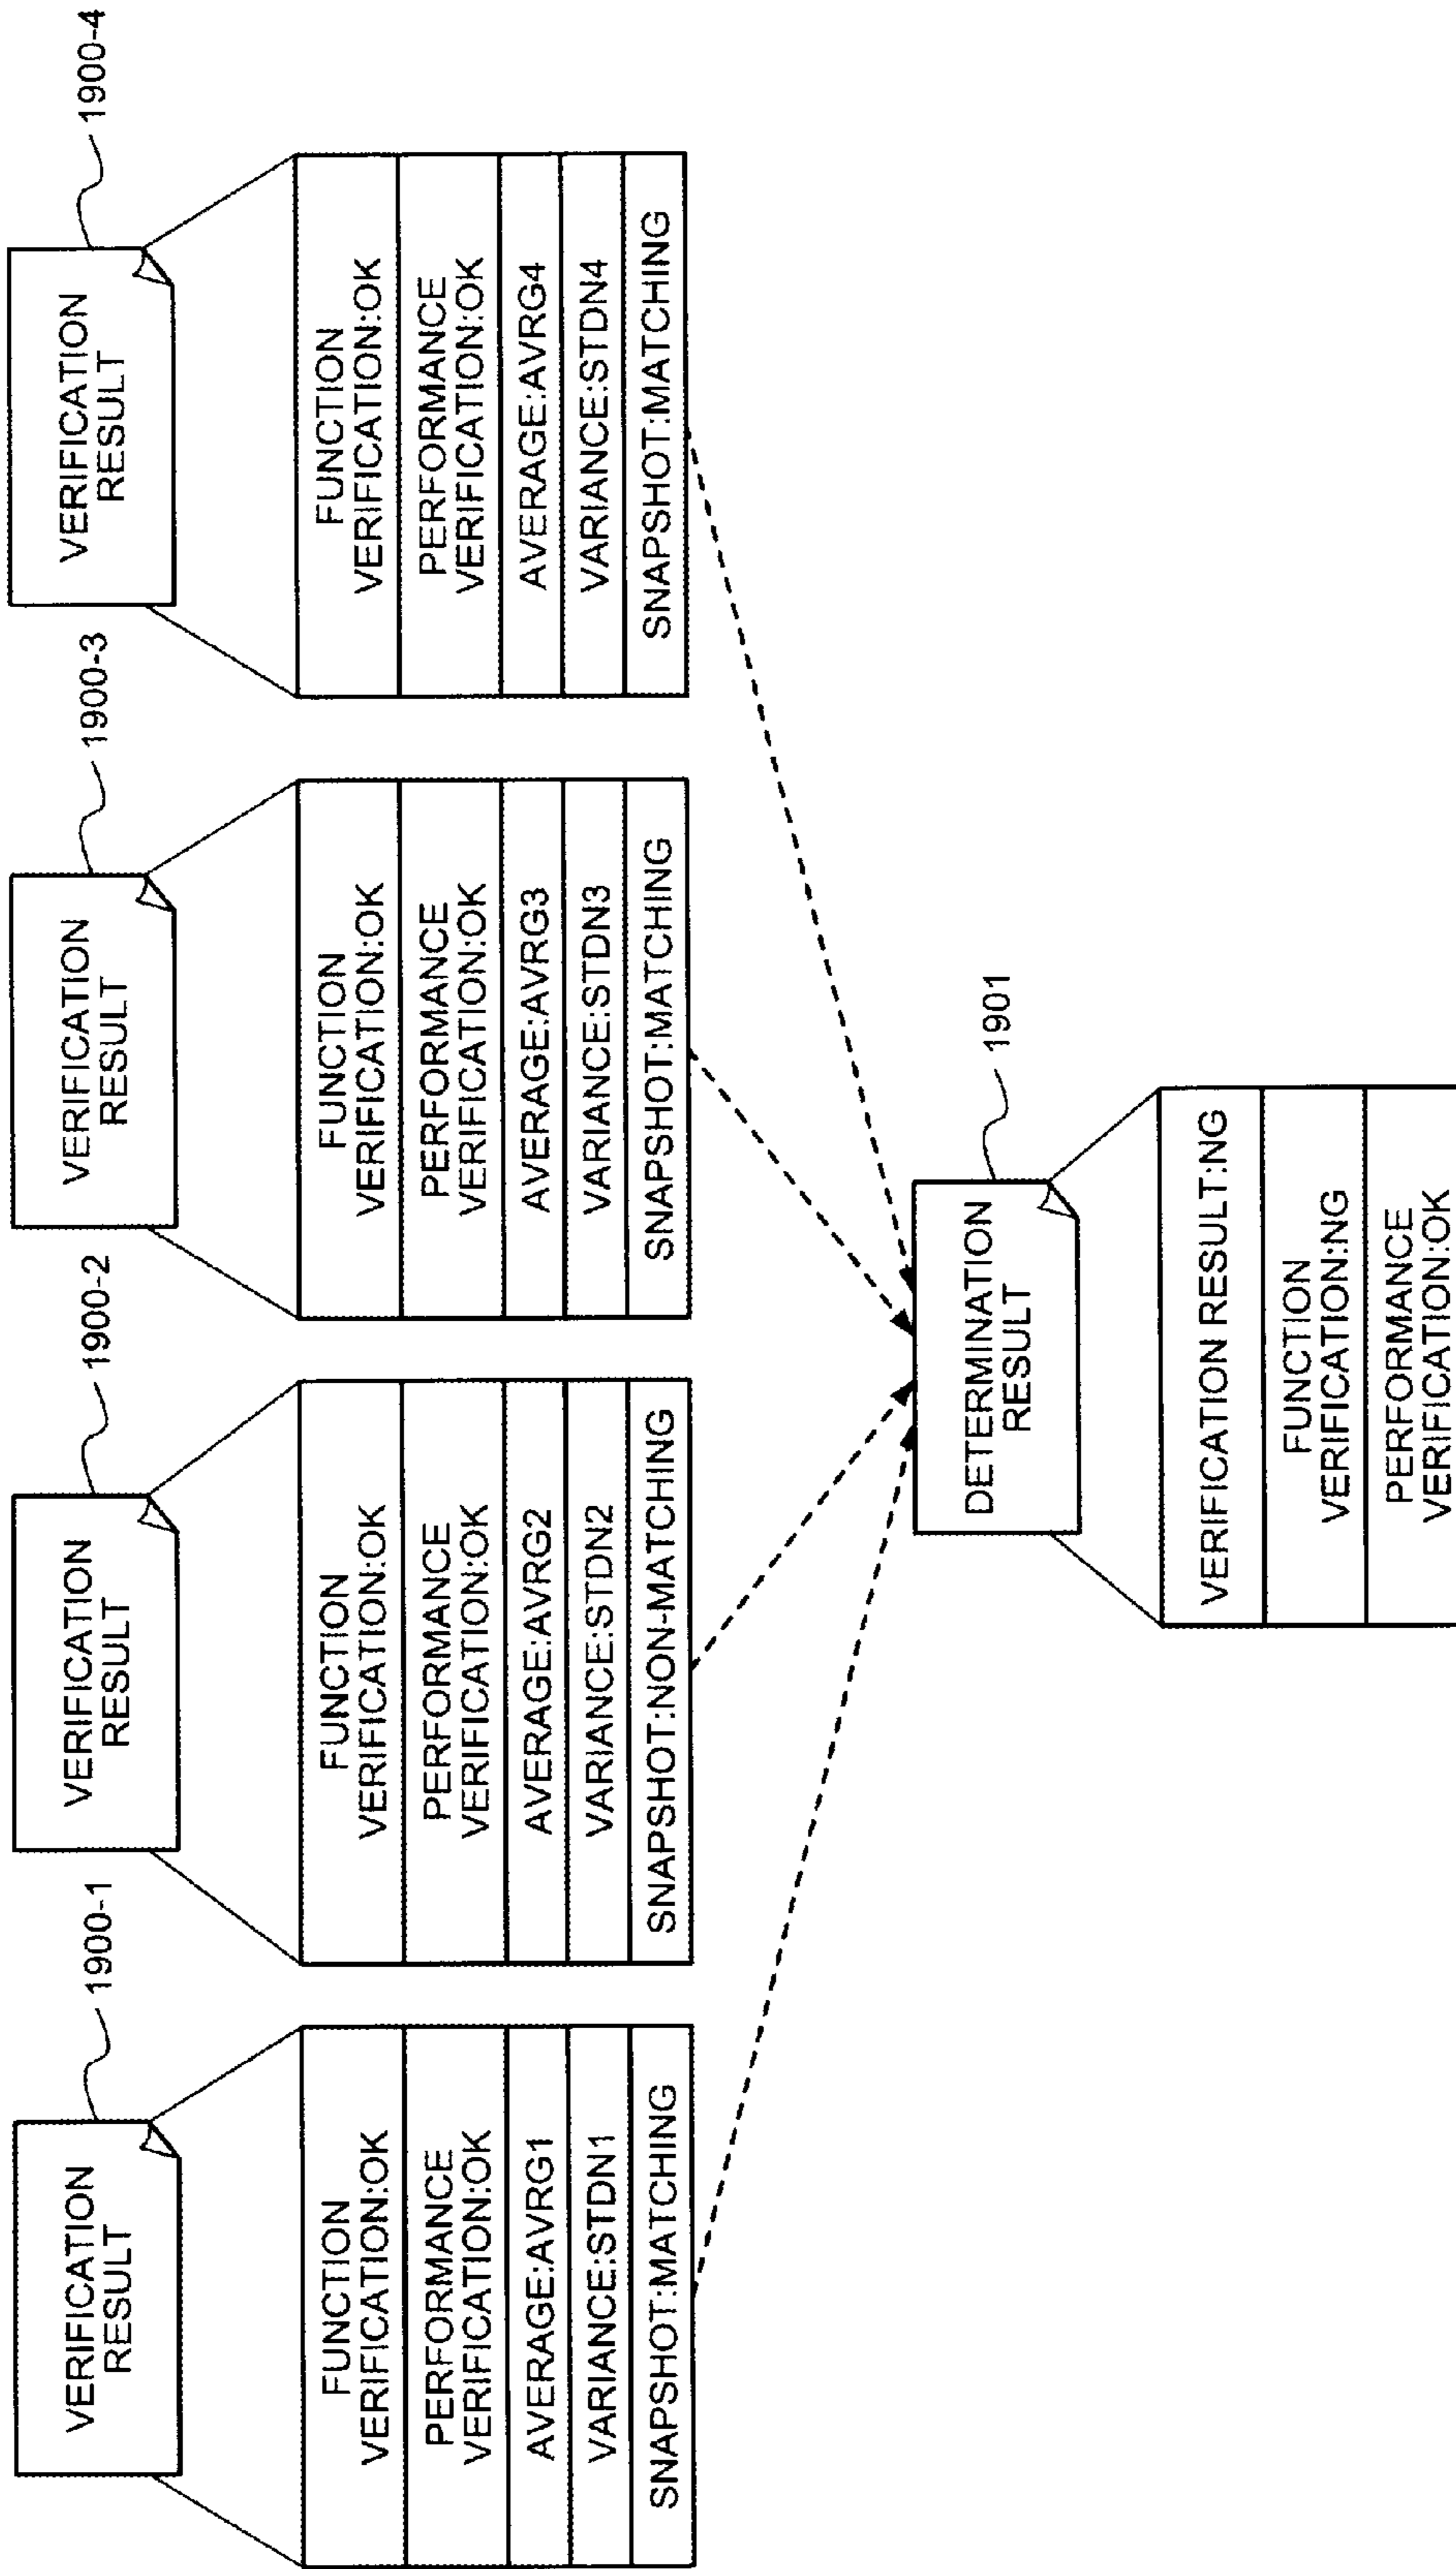 1900-1
VERIFICATION
RESULT
FUNCTION
VERIFICATION:OK
PERFORMANCE
VERIFICATION:OK
AVERAGE:AVRG1
VARIANCE:STDN1
SNAPSHOT:MATCHING
1900-2
VERIFICATION
RESULT
FUNCTION
VERIFICATION:OK
PERFORMANCE
VERIFICATION:OK
AVERAGE:AVRG2
VARIANCE:STDN2
SNAPSHOT:NON-MATCHING
1900-3
VERIFICATION
RESULT
FUNCTION
VERIFICATION:OK
PERFORMANCE
VERIFICATION:OK
AVERAGE:AVRG3
VARIANCE:STDN3
SNAPSHOT:MATCHING
1900-4
VERIFICATION
RESULT
FUNCTION
VERIFICATION:OK
PERFORMANCE
VERIFICATION:OK
AVERAGE:AVRG4
VARIANCE:STDN4
SNAPSHOT:MATCHING
1901
DETERMINATION
RESULT
VERIFICATION RESULT:NG
FUNCTION
VERIFICATION:NG
PERFORMANCE
VERIFICATION:OK